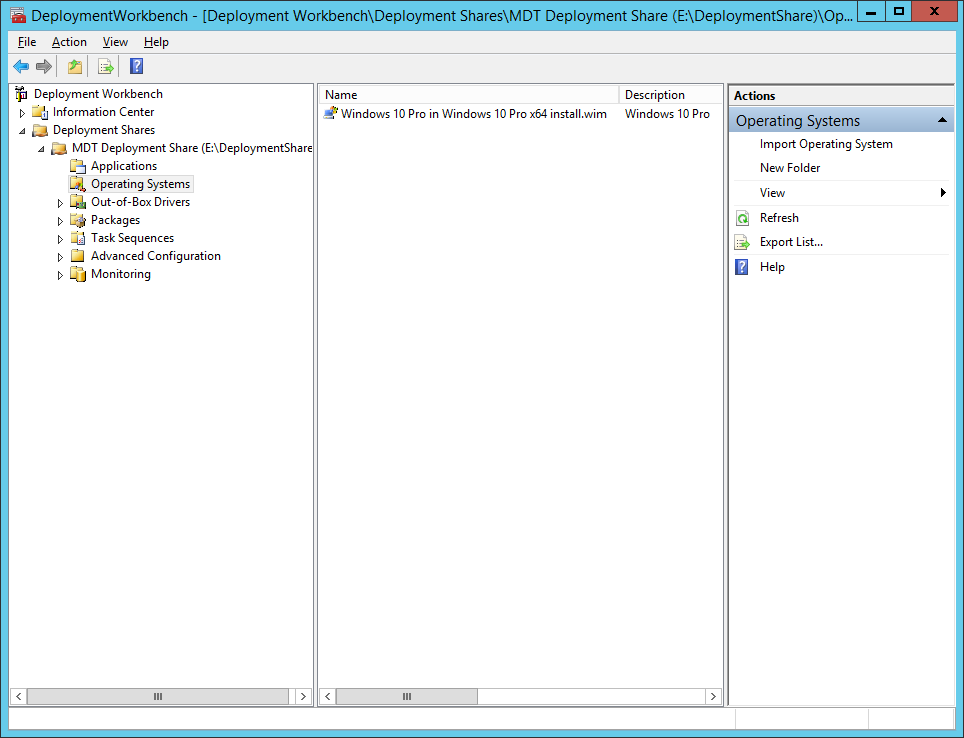 DeploymentWorkbench - [Deployment Workbench\Deployment Shares\MDT Deployment Share (E:\DeploymentShare)\Op...
File Action View Help
Deployment Workbench
Information Center
Deployment Shares
MDT Deployment Share (E:\DeploymentShare
Applications
Operating Systems
Out-of-Box Drivers
Packages
Task Sequences
Advanced Configuration
Monitoring
Name Description
Windows 10 Pro in Windows 10 Pro x64 install.wim Windows 10 Pro
Actions
Operating Systems
Import Operating System
New Folder
View
Refresh
Export List...
Help